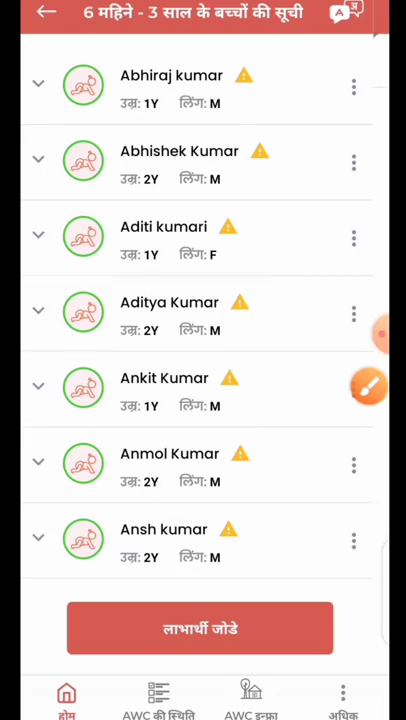 6 महिने - 3 साल के बच्चों की सूची
A अ
Abhiraj kumar
उम्र: 1Y लिंग: M
Abhishek Kumar
उम्र: 2Y लिंग: M
Aditi kumari
उम्र: 1Y लिंग: F
Aditya Kumar
उम्र: 2Y लिंग: M
Ankit Kumar
उम्र: 1Y लिंग: M
Anmol Kumar
उम्र: 2Y लिंग: M
Ansh kumar
उम्र: 2Y लिंग: M
लाभार्थी जोडे
होम AWC की स्थिति AWC इन्फ्रा अधिक